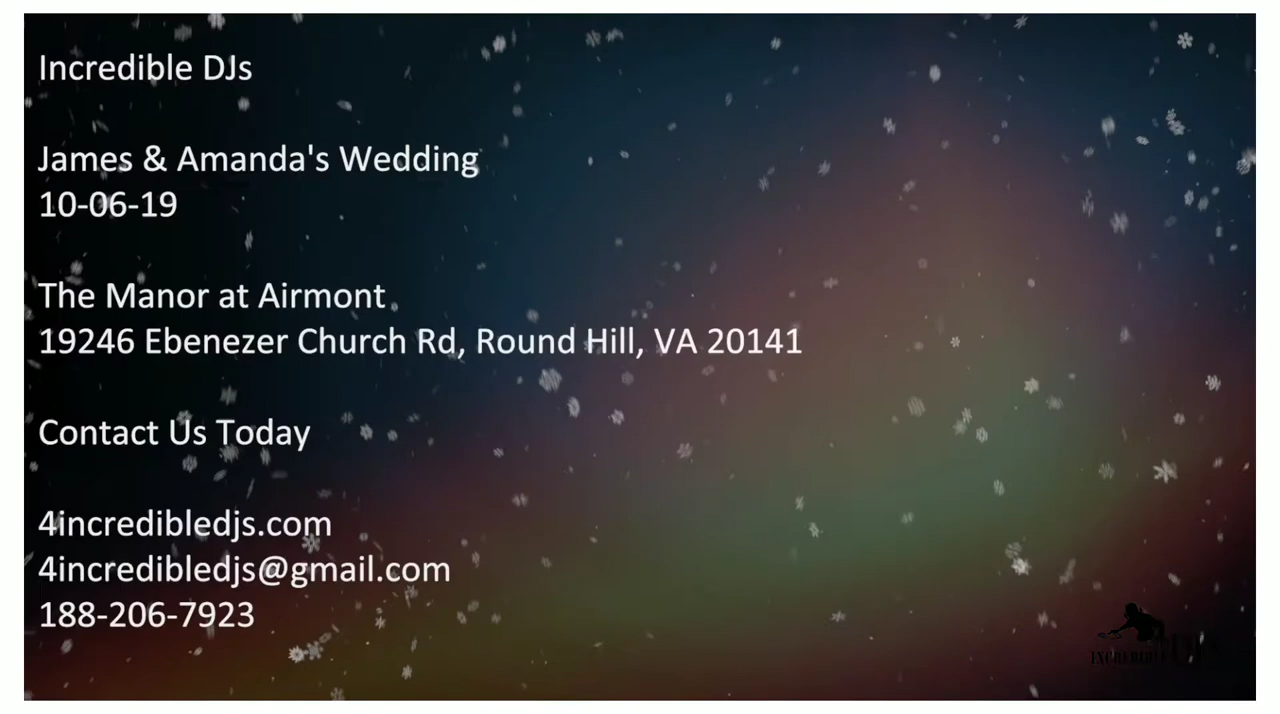 Incredible DJs
James & Amanda's Wedding
10-06-19
The Manor at Airmont
19246 Ebenezer Church Rd, Round Hill, VA 20141
Contact Us Today
4incredibledjs.com
4incredibledjs@gmail.com
188-206-7923
INCREDIBLE